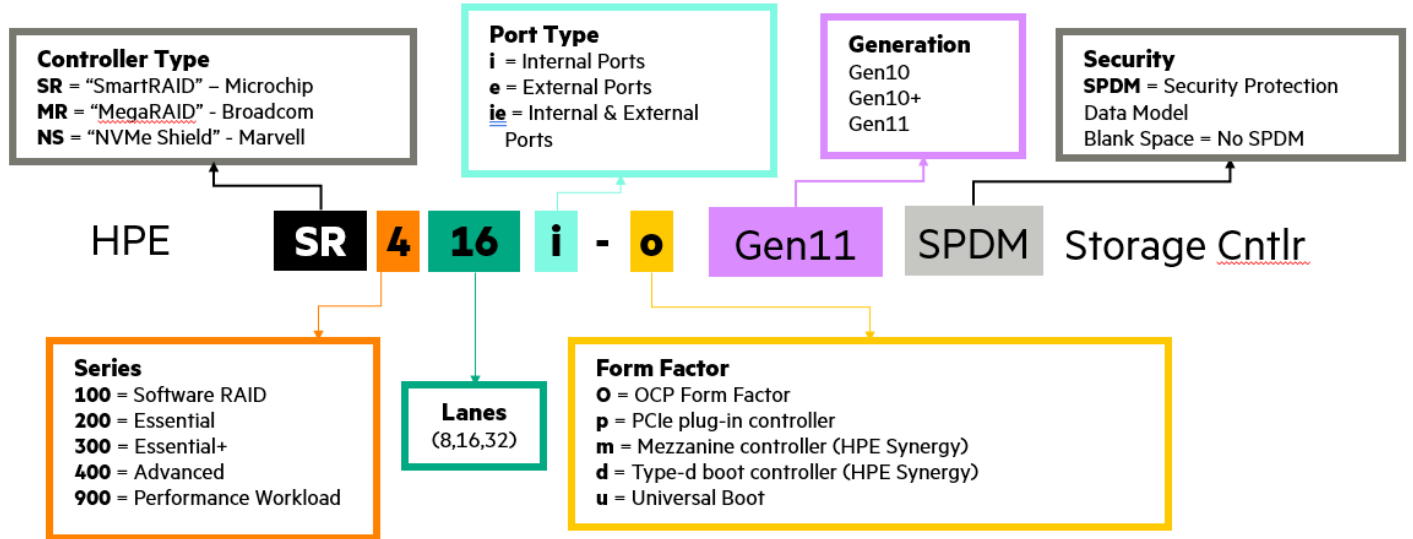 Controller Type
SR = “SmartRAID” – Microchip
MR = “MegaRAID” - Broadcom
NS = “NVMe Shield” - Marvell
Port Type
i = Internal Ports
e = External Ports
ie = Internal & External
Ports
Generation
Gen10
Gen10+
Gen11
Security
SPDM = Security Protection
Data Model
Blank Space = No SPDM
HPE SR 4 16 i - o Gen11 SPDM Storage Cntlr
Series
100 = Software RAID
200 = Essential
300 = Essential+
400 = Advanced
900 = Performance Workload
Lanes
(8,16,32)
Form Factor
O = OCP Form Factor
p = PCIe plug-in controller
m = Mezzanine controller (HPE Synergy)
d = Type-d boot controller (HPE Synergy)
u = Universal Boot